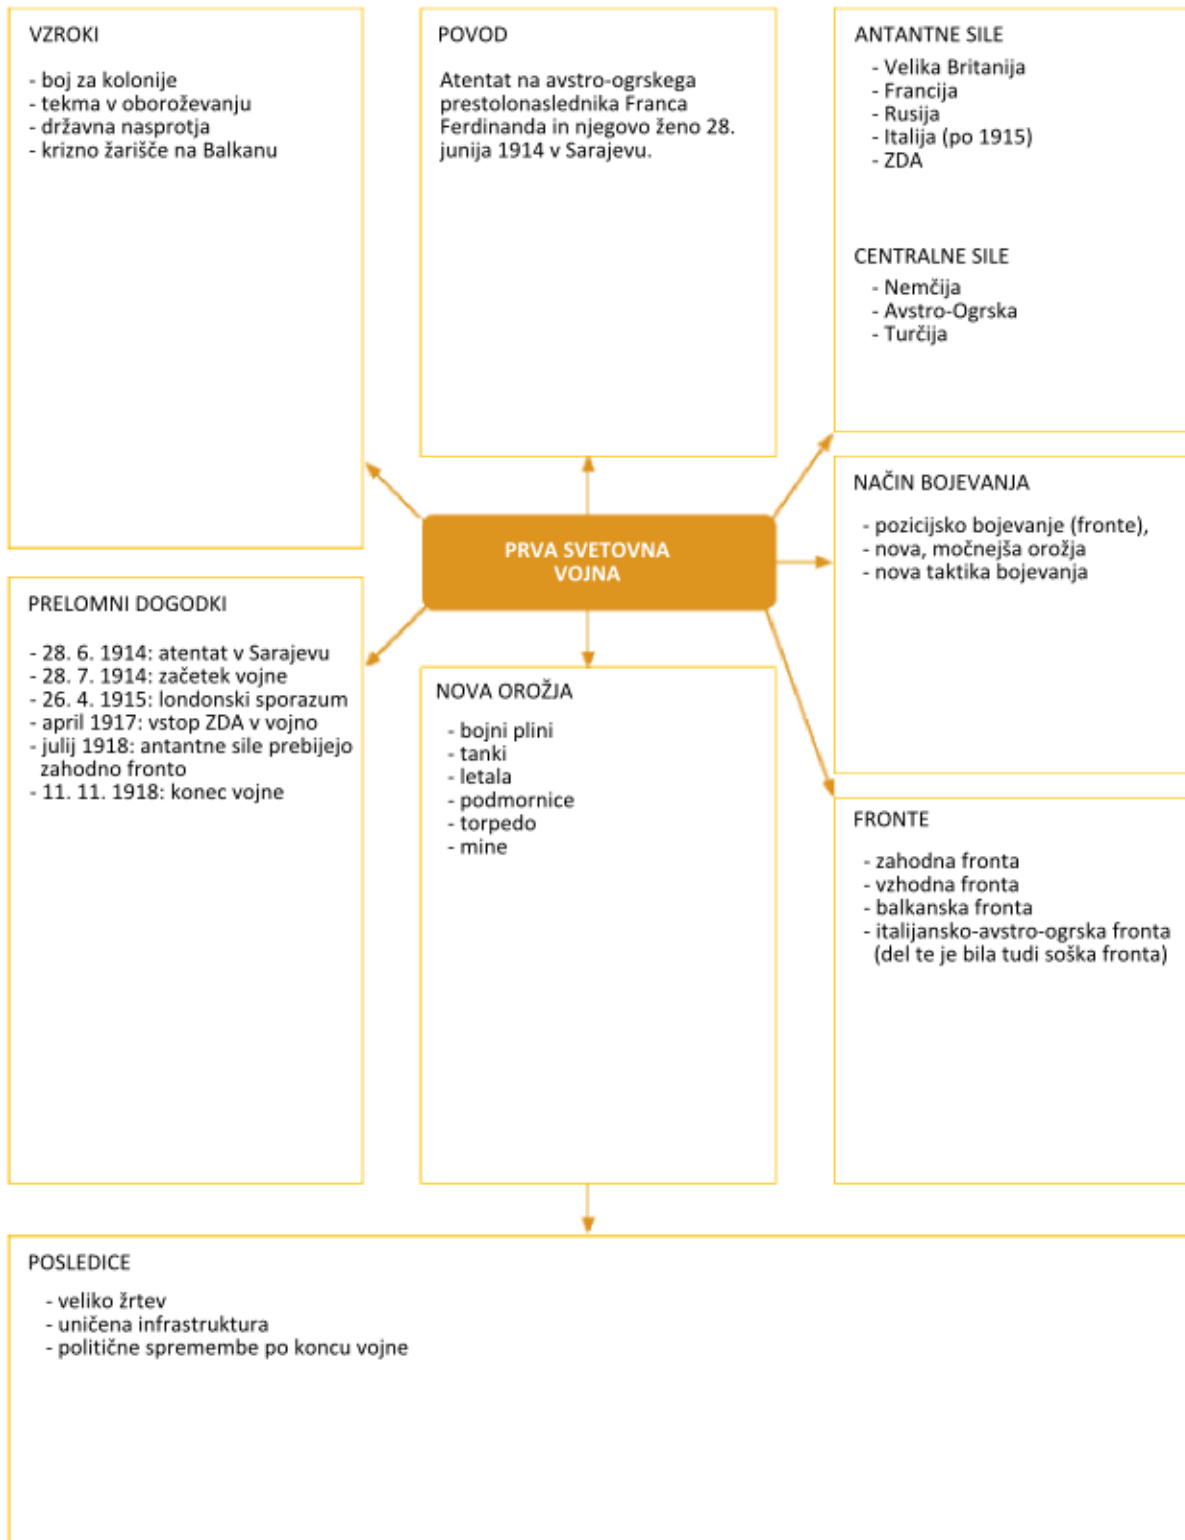 VZROKI
- boj za kolonije
- tekma v oboroževanju
- državna nasprotja
- krizno žarišče na Balkanu
POVOD
Atentat na avstro-ogrskega
prestolonaslednika Franca
Ferdinanda in njegovo ženo 28.
junija 1914 v Sarajevu.
ANTANTNE SILE
- Velika Britanija
- Francija
- Rusija
- Italija (po 1915)
- ZDA
CENTRALNE SILE
- Nemčija
- Avstro-Ogrska
- Turčija
PRVA SVETOVNA
VOJNA
NAČIN BOJEVANJA
- pozicijsko bojevanje (fronte),
- nova, močnejša orožja
- nova taktika bojevanja
PRELOMNI DOGODKI
- 28. 6. 1914: atentat v Sarajevu
- 28. 7. 1914: začetek vojne
- 26. 4. 1915: londonski sporazum
- april 1917: vstop ZDA v vojno
- julij 1918: antantne sile prebijejo
zahodno fronto
- 11. 11. 1918: konec vojne
NOVA OROŽJA
- bojni plini
- tanki
- letala
- podmornice
- torpedo
- mine
FRONTE
- zahodna fronta
- vzhodna fronta
- balkanska fronta
- italijansko-avstro-ogrska fronta
(del te je bila tudi soška fronta)
POSLEDICE
- veliko žrtev
- uničena infrastruktura
- politične spremembe po koncu vojne